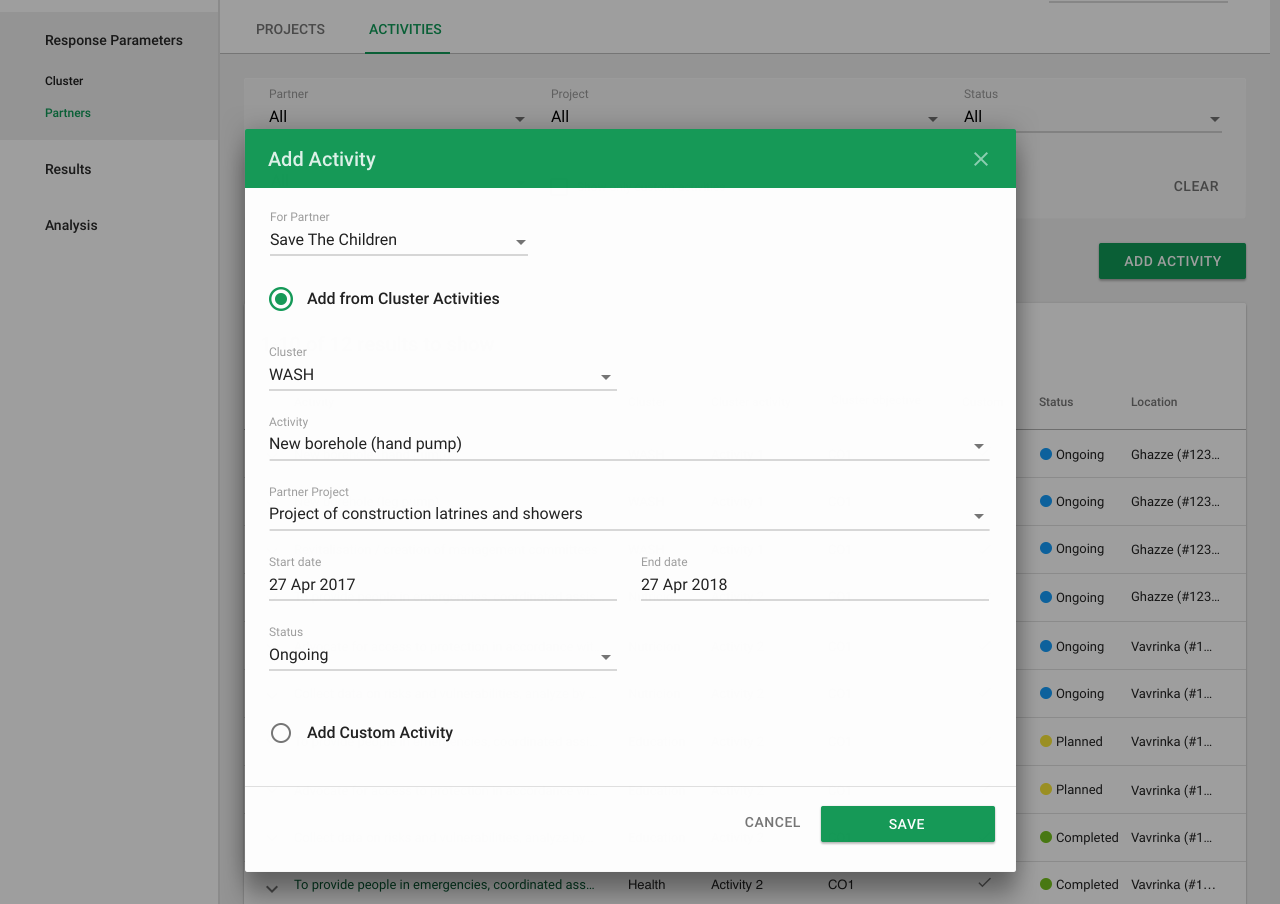 Response Parameters
Cluster
Partners
Results
Analysis
PROJECTS ACTIVITIES
Partner Project Status
All All All
CLEAR
ADD ACTIVITY
Add Activity
For Partner
Save The Children
Add from Cluster Activities
Cluster
WASH
Activity
New borehole (hand pump)
Partner Project
Project of construction latrines and showers
Start date End date
27 Apr 2017 27 Apr 2018
Status
Ongoing
Add Custom Activity
CANCEL SAVE
Status Location
Ongoing Ghazze (#123...
Ongoing Ghazze (#123...
Ongoing Ghazze (#123...
Ongoing Ghazze (#123...
Ongoing Vavrinka (#1...
Ongoing Vavrinka (#1...
Planned Vavrinka (#1...
Planned Vavrinka (#1...
Completed Vavrinka (#1...
To provide people in emergencies, coordinated ass... Health Activity 2 CO1 Completed Vavrinka (#1...